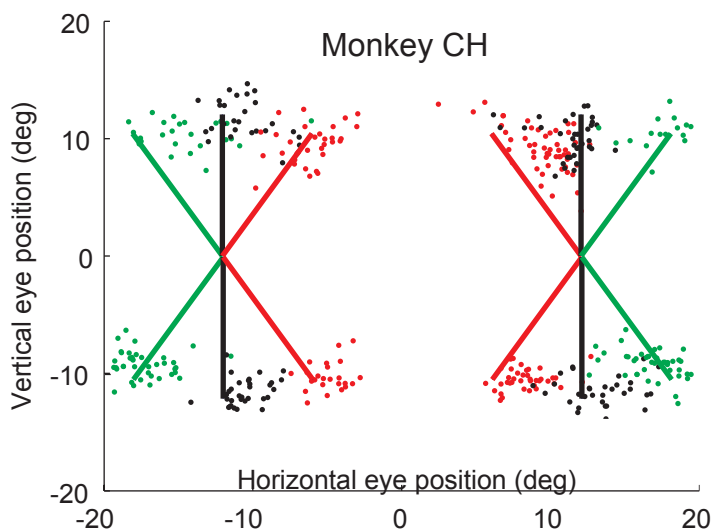 Monkey CH
Vertical eye position (deg)
20
10
0
-10
-20
Horizontal eye position (deg)
-20 -10 0 10 20